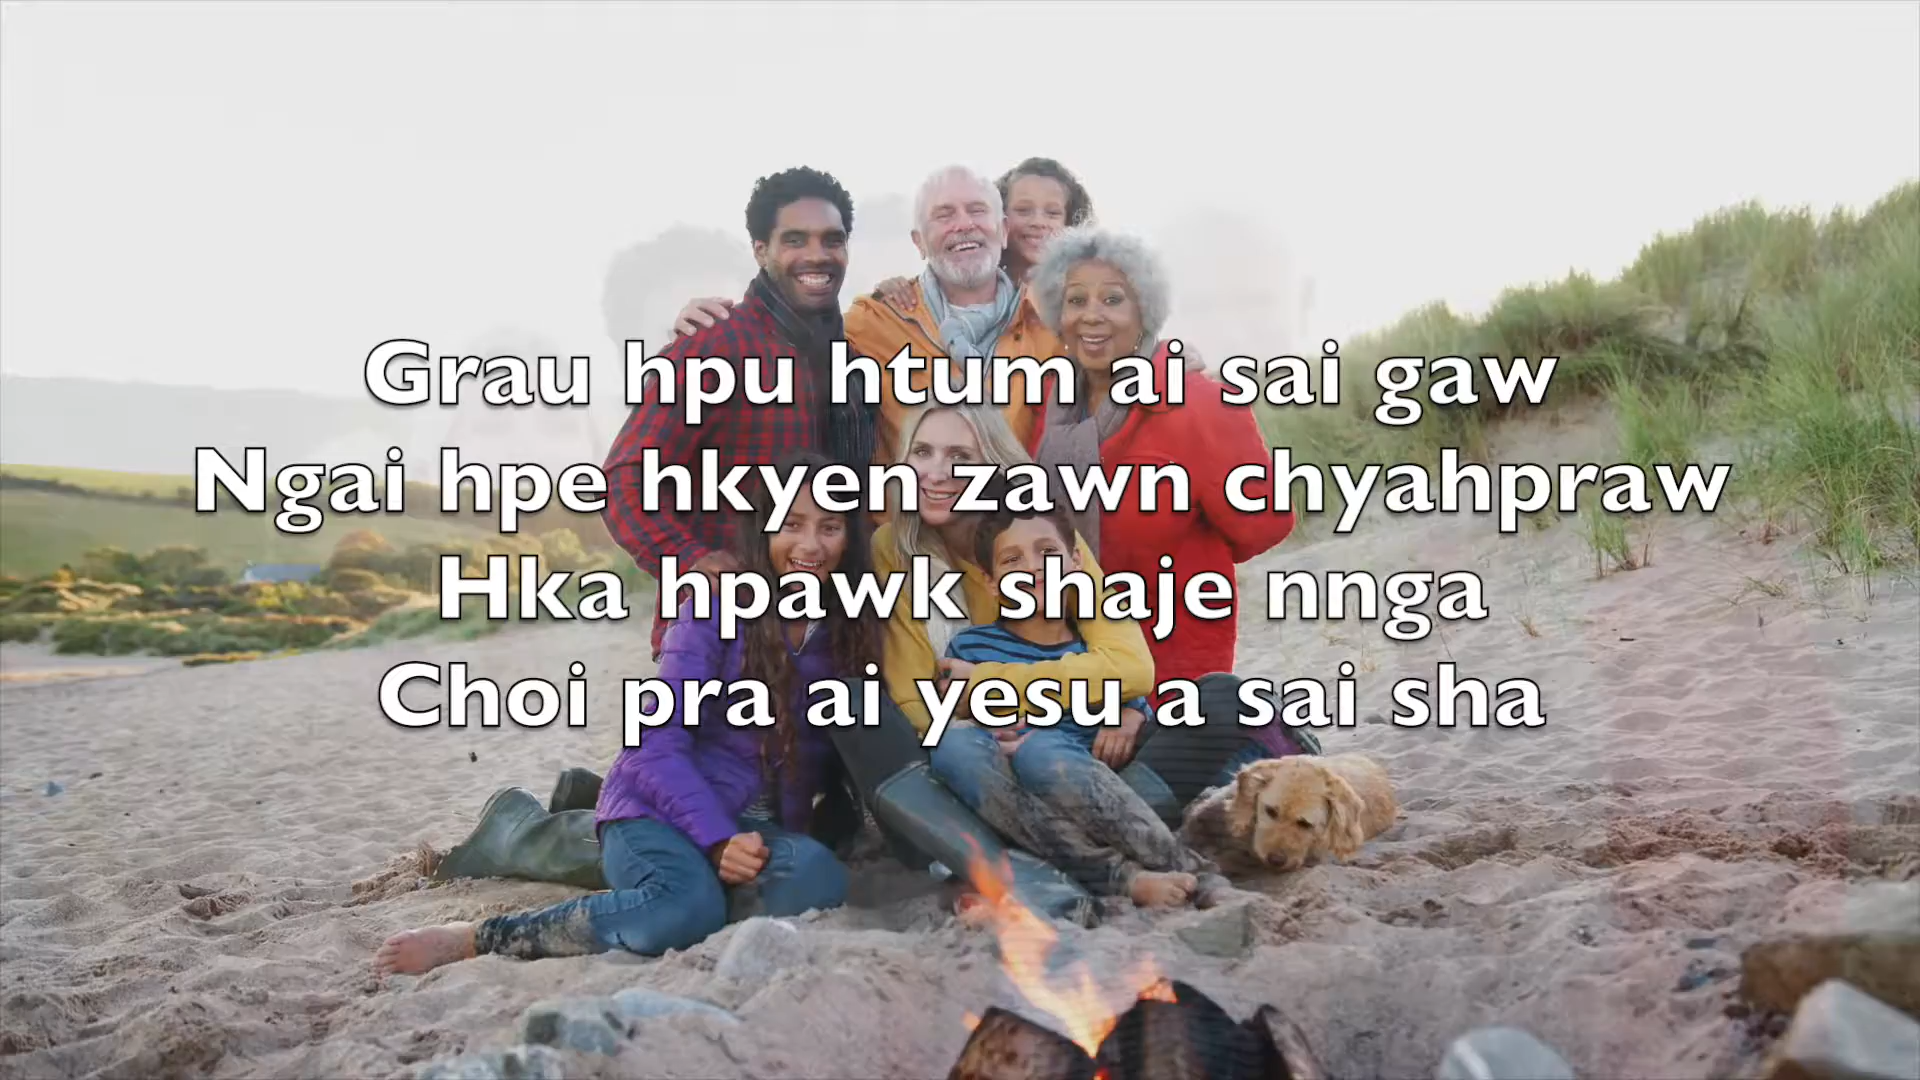 Grau hpu htum ai sai gaw
Ngai hpe hkyen zawn chyahpraw
Hka hpawk shaje nnga
Choi pra ai yesu a sai sha